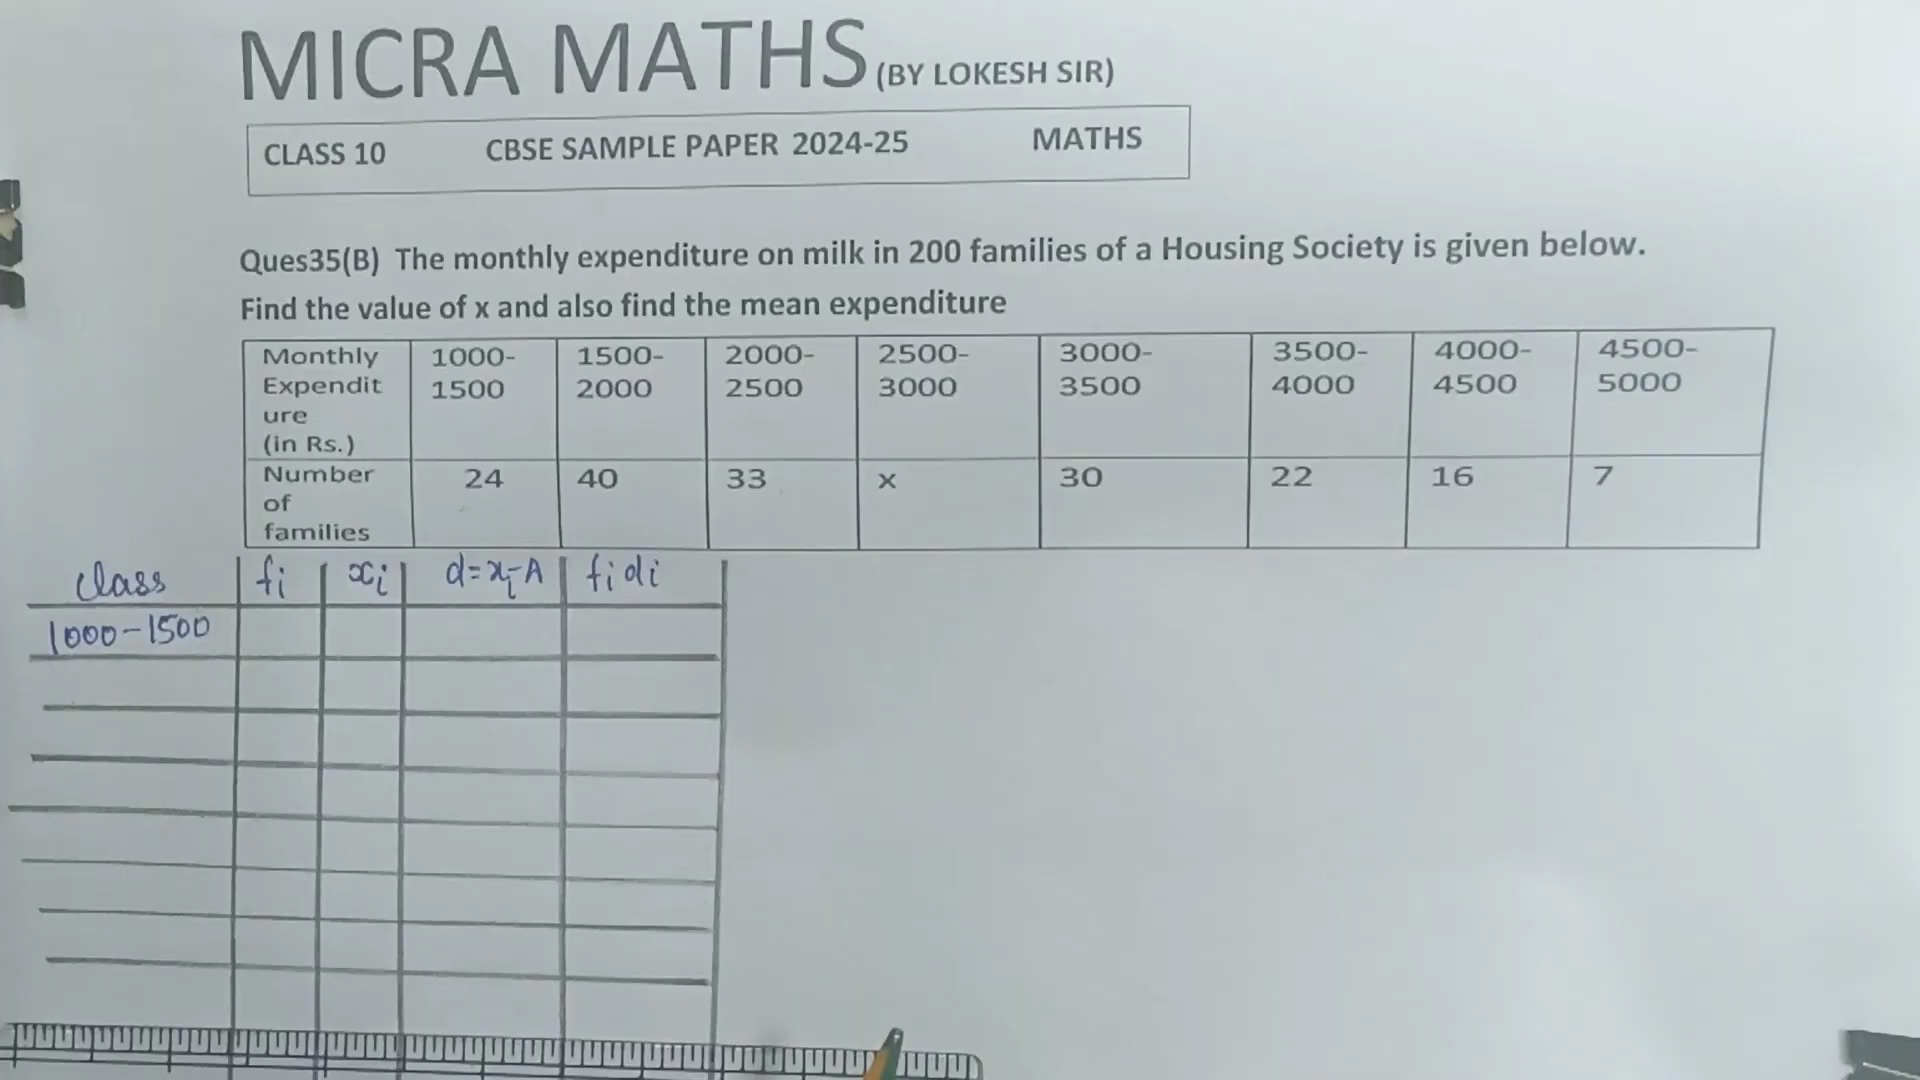 MICRA MATHS (BY LOKESH SIR)
CLASS 10 CBSE SAMPLE PAPER 2024-25 MATHS
Ques35(B) The monthly expenditure on milk in 200 families of a Housing Society is given below.
Find the value of x and also find the mean expenditure
Monthly 1000- 1500- 2000- 2500- 3000- 3500- 4000- 4500-
Expendit 1500 2000 2500 3000 3500 4000 4500 5000
ure
(in Rs.)
Number 24 40 33 x 30 22 16 7
of
families
class fi xi d=xi-A fidi
1000-1500